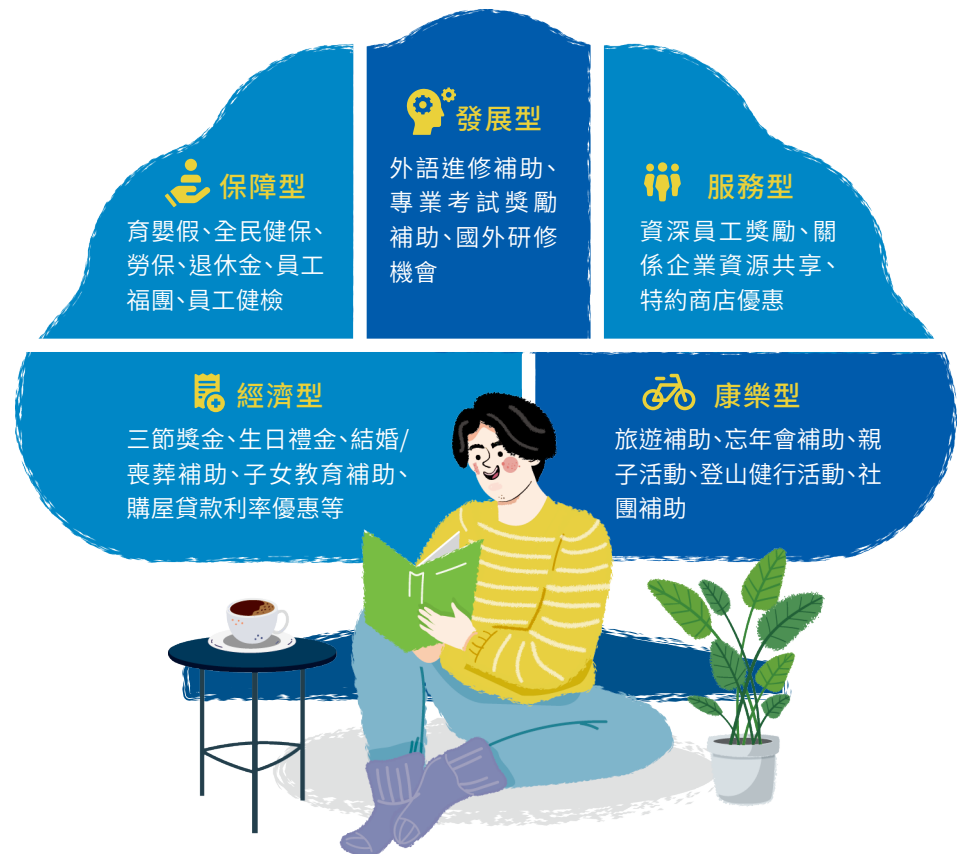 發展型
外語進修補助、
專業考試獎勵
補助、國外研修
機會
保障型
育嬰假、全民健保、
勞保、退休金、員工
福團、員工健檢
服務型
資深員工獎勵、關
係企業資源共享、
特約商店優惠
經濟型
三節獎金、生日禮金、結婚/
喪葬補助、子女教育補助、
購屋貸款利率優惠等
康樂型
旅遊補助、忘年會補助、親
子活動、登山健行活動、社
團補助